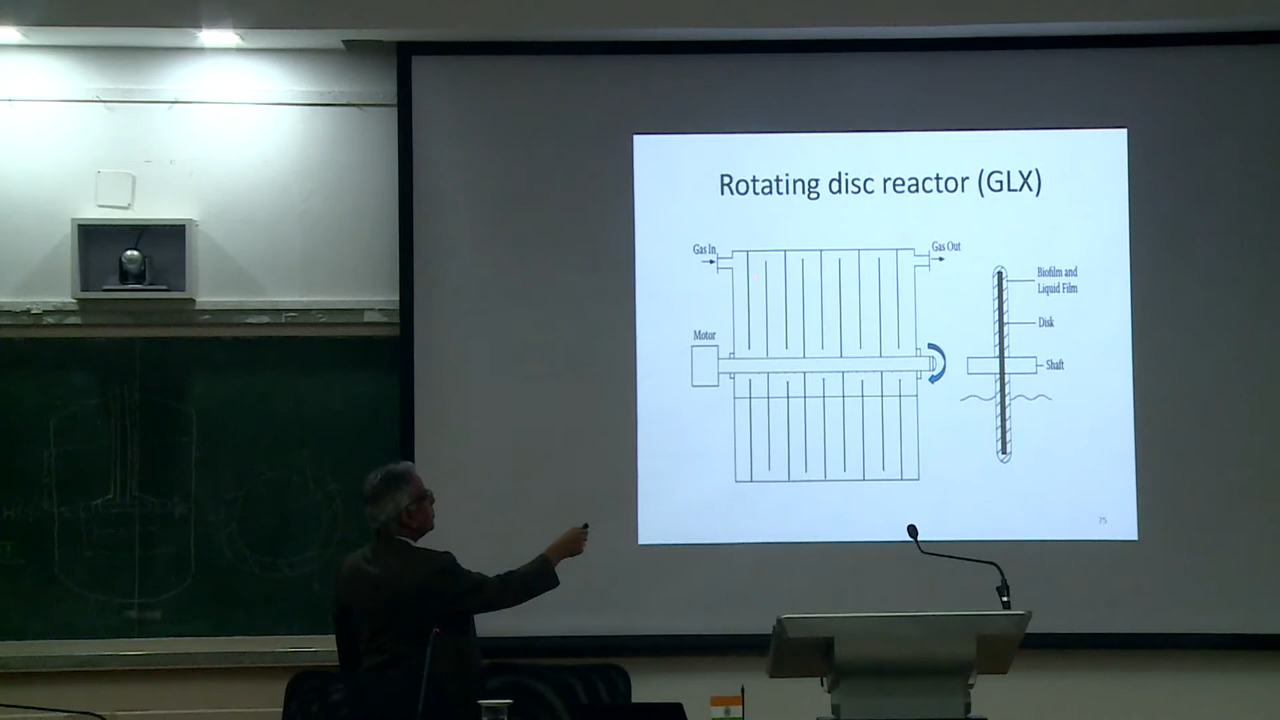 Rotating disc reactor (GLX)
Gas In
Gas Out
Biofilm and
Liquid Film
Disk
Motor
Shaft
75